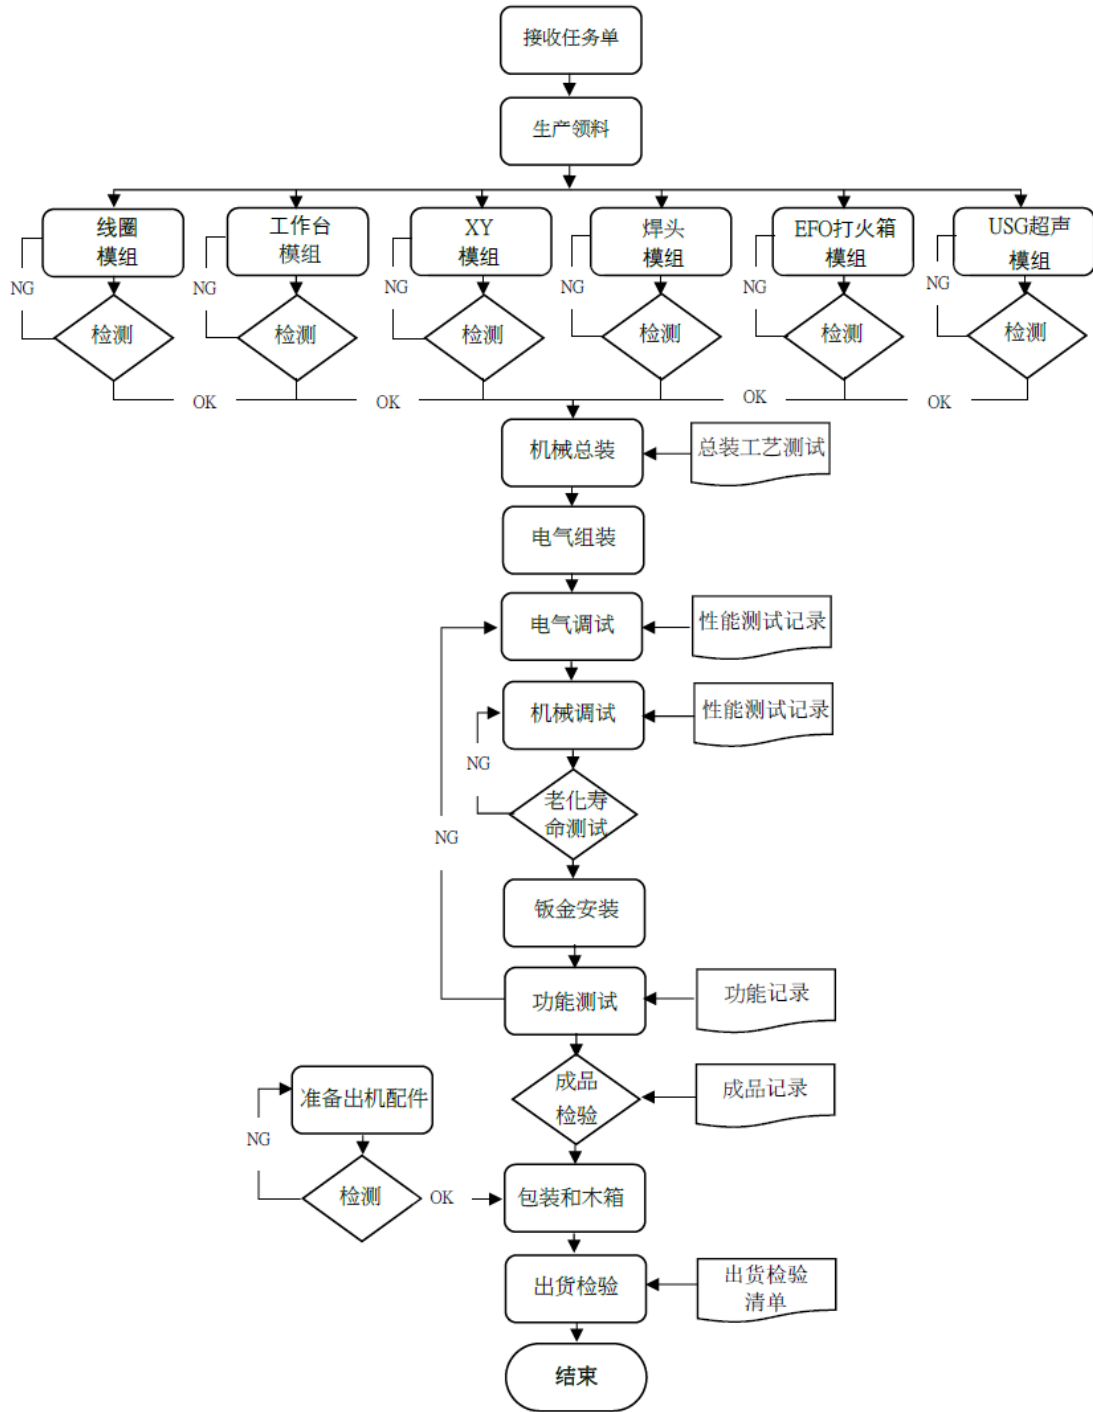 接收任务单
生产领料
线圈
模组
工作台
模组
XY
模组
焊头
模组
EFO打火箱
模组
USG超声
模组
NG
NG
NG
NG
NG
NG
检测
检测
检测
检测
检测
检测
OK
OK
OK
OK
机械总装
总装工艺测试
电气组装
电气调试
性能测试记录
机械调试
性能测试记录
NG
老化寿
命测试
NG
钣金安装
功能测试
功能记录
成品
检验
成品记录
准备出机配件
NG
检测
OK
包装和木箱
出货检验
出货检验
清单
结束